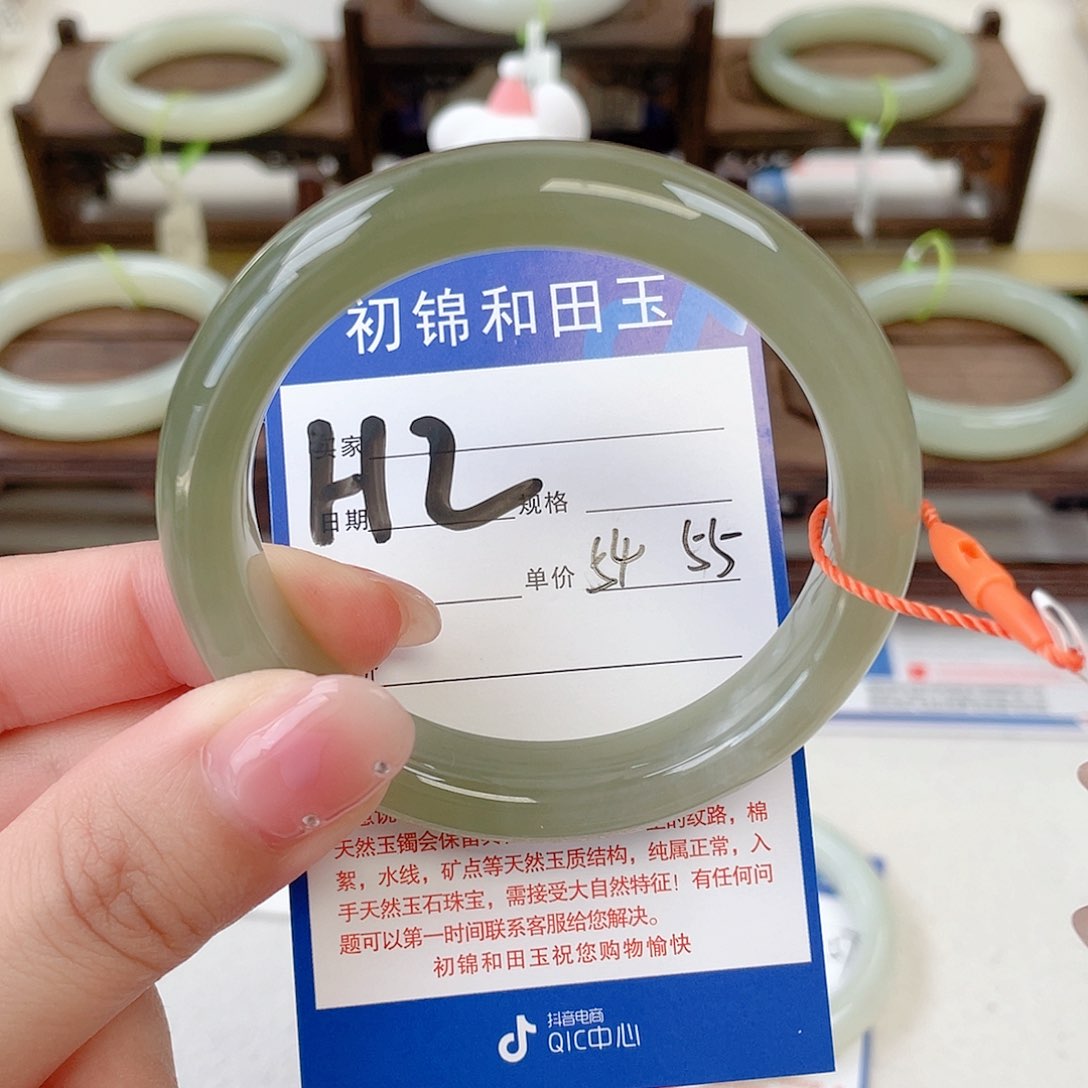 初锦和田玉
H2
买家
日期 规格
单价 54 55
天然玉镯会保留
的纹路，棉
絮，水线，矿点等天然玉质结构，纯属正常，入
手天然玉石珠宝，需接受大自然特征！有任何问
题可以第一时间联系客服给您解决。
初锦和田玉祝您购物愉快
抖音电商
QIC中心